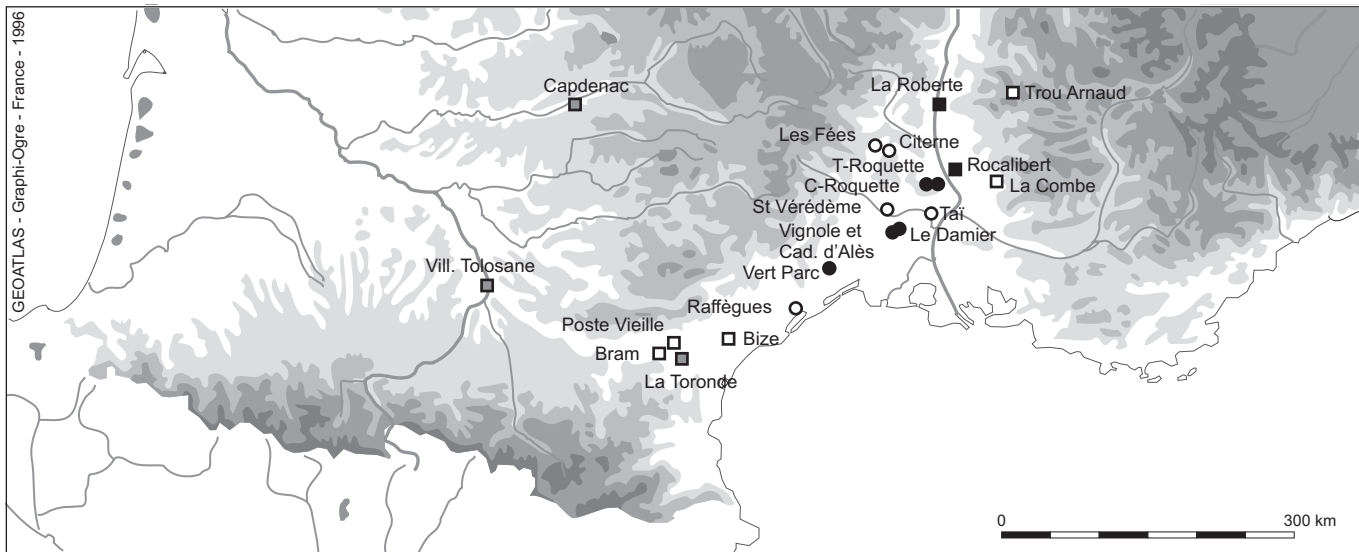 GEOATLAS - Graphi-Ogre - France - 1996
Capdenac
La Roberte
Trou Arnaud
Les Fées
Citerne
T-Roquette
Rocalibert
C-Roquette
La Combe
St Vérédème
Taï
Vignole et
Cad. d'Alès
Le Damier
Vill. Tolosane
Vert Parc
Raffègues
Poste Vieille
Bize
Bram
La Toronde
0 300 km